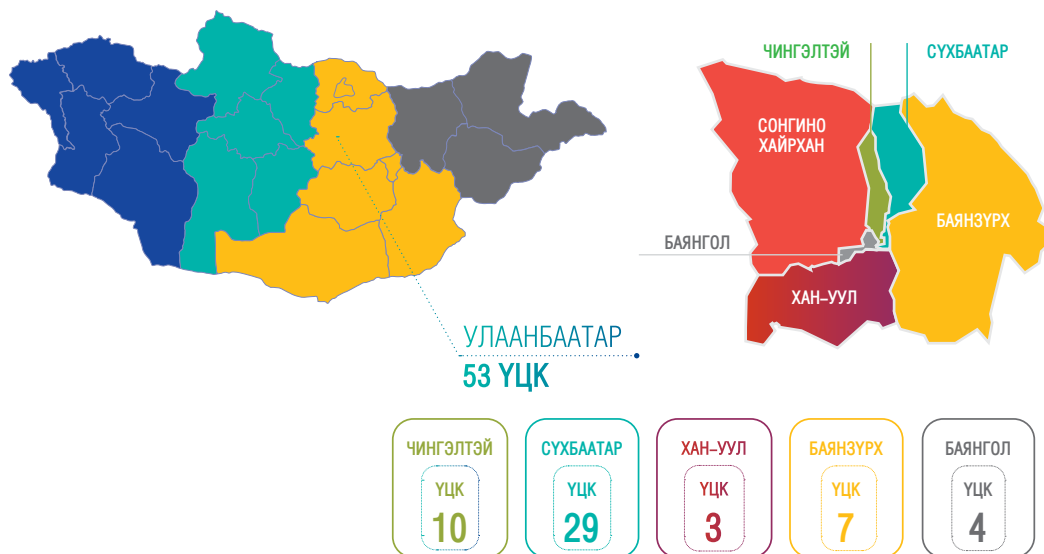 ЧИНГЭЛТЭЙ
СҮХБААТАР
СОНГИНО
ХАЙРХАН
БАЯНЗҮРХ
БАЯНГОЛ
ХАН–УУЛ
УЛААНБААТАР
53 ҮЦК
ЧИНГЭЛТЭЙ
ҮЦК
10
СҮХБААТАР
ҮЦК
29
ХАН–УУЛ
ҮЦК
3
БАЯНЗҮРХ
ҮЦК
7
БАЯНГОЛ
ҮЦК
4